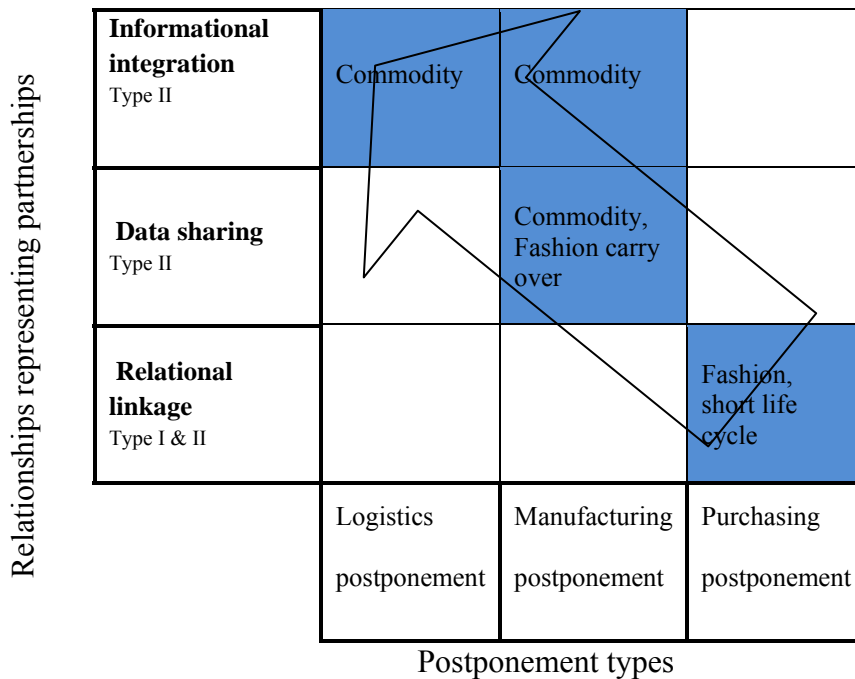 Relationships representing partnerships
Informational
integration
Type II
Commodity
Commodity
Data sharing
Type II
Commodity,
Fashion carry
over
Relational
linkage
Type I & II
Fashion,
short life
cycle
Logistics
postponement
Manufacturing
postponement
Purchasing
postponement
Postponement types